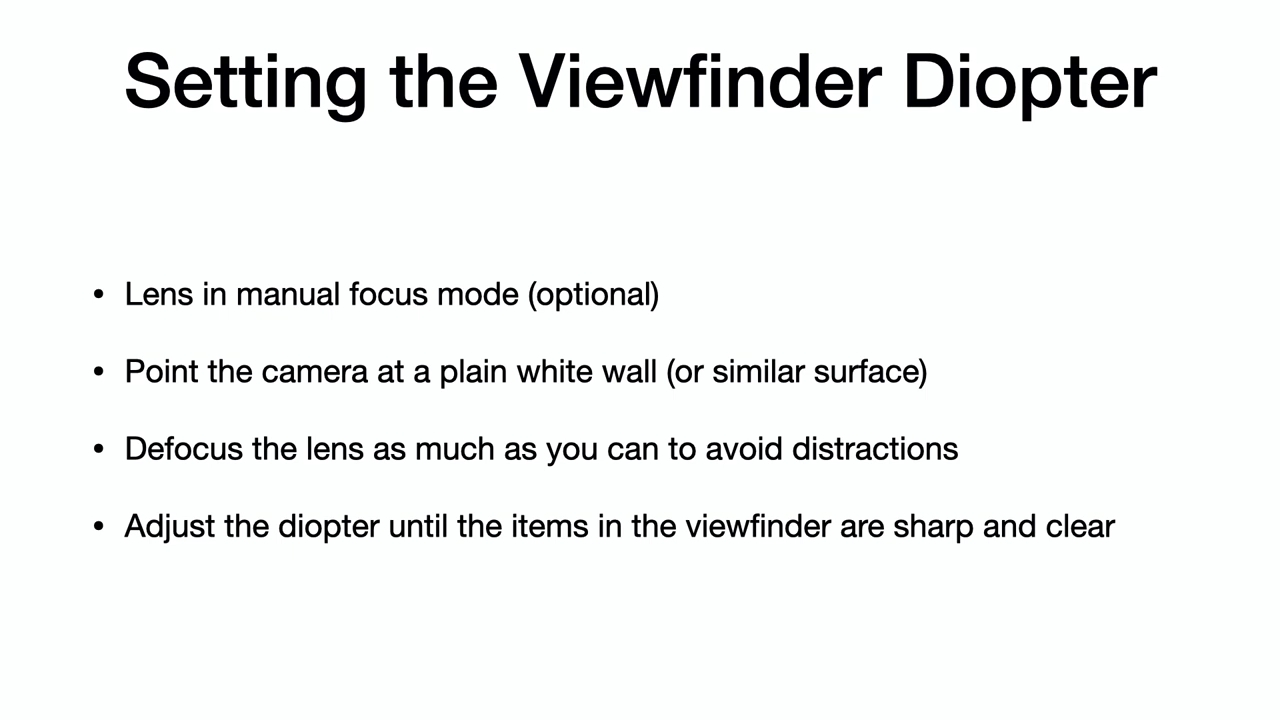 Setting the Viewfinder Diopter
• Lens in manual focus mode (optional)
• Point the camera at a plain white wall (or similar surface)
• Defocus the lens as much as you can to avoid distractions
• Adjust the diopter until the items in the viewfinder are sharp and clear